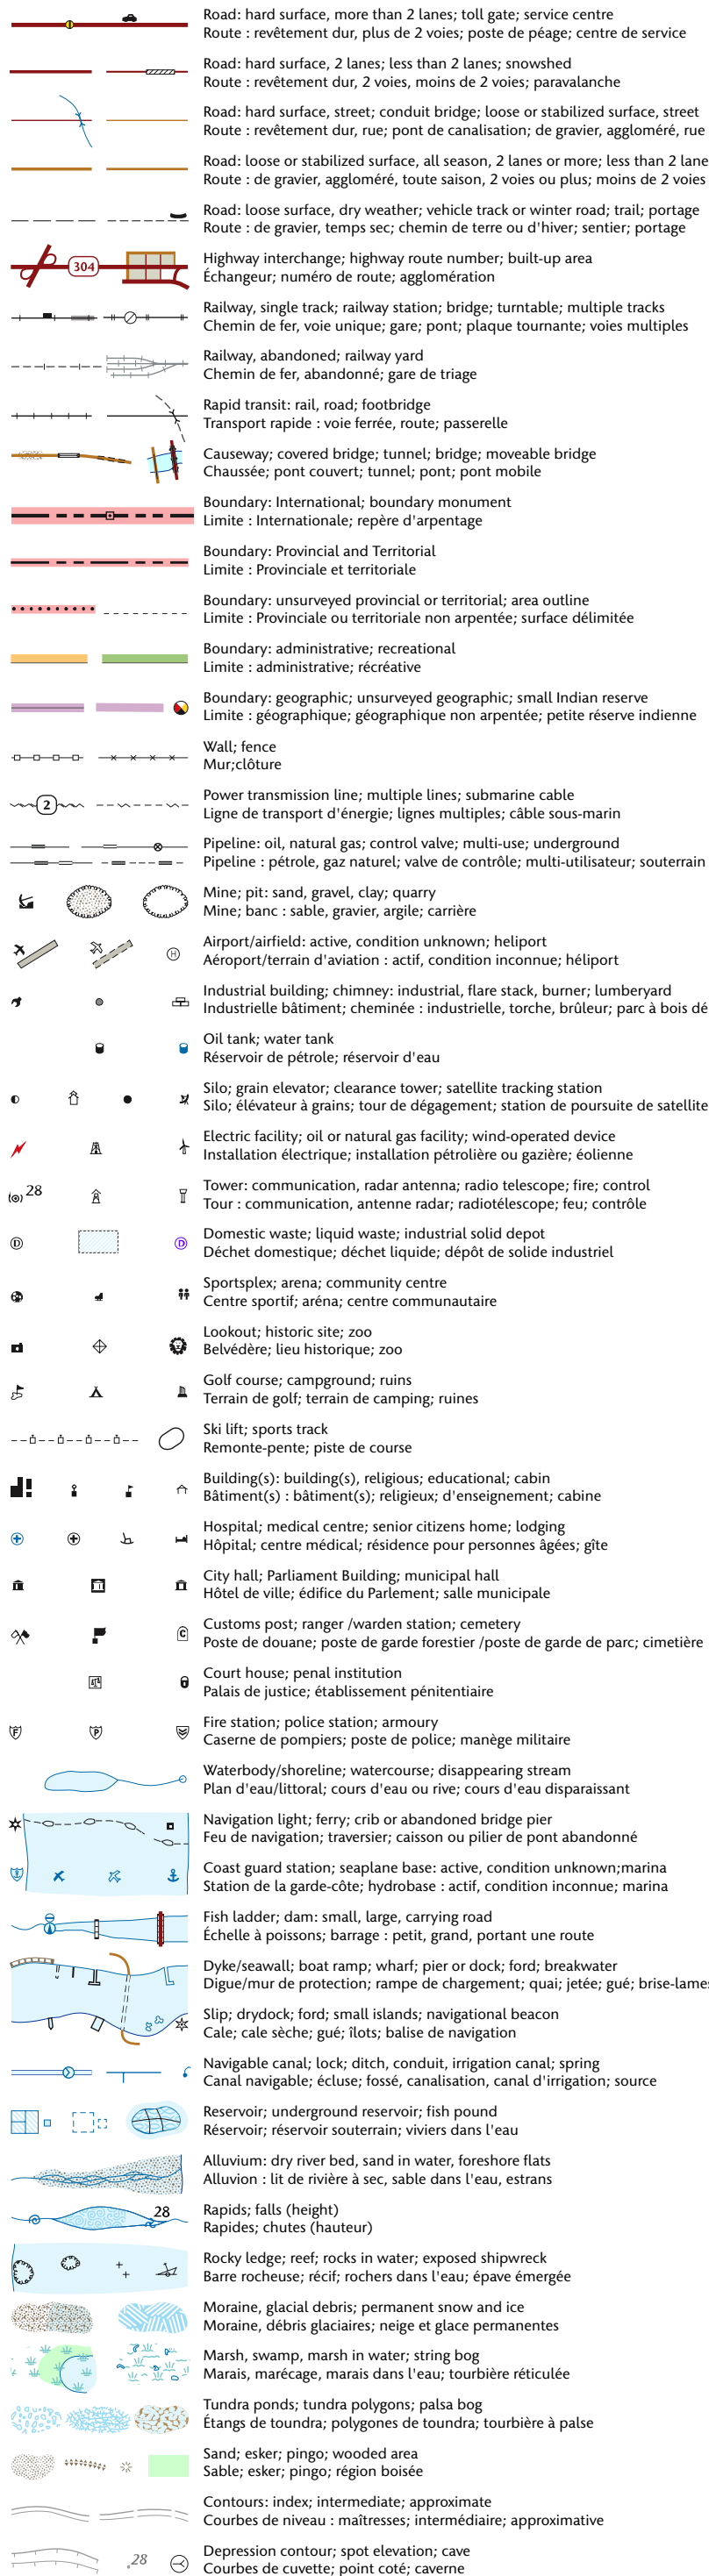 Road: hard surface, more than 2 lanes; toll gate; service centre
Route : revêtement dur, plus de 2 voies; poste de péage; centre de service
Road: hard surface, 2 lanes; less than 2 lanes; snowshed
Route : revêtement dur, 2 voies, moins de 2 voies; paravalanche
Road: hard surface, street; conduit bridge; loose or stabilized surface, street
Route : revêtement dur, rue; pont de canalisation; de gravier, aggloméré, rue
Road: loose or stabilized surface, all season, 2 lanes or more; less than 2 lane
Route : de gravier, aggloméré, toute saison, 2 voies ou plus; moins de 2 voies
Road: loose surface, dry weather; vehicle track or winter road; trail; portage
Route : de gravier, temps sec; chemin de terre ou d'hiver; sentier; portage
304
Highway interchange; highway route number; built-up area
Échangeur; numéro de route; agglomération
Railway, single track; railway station; bridge; turntable; multiple tracks
Chemin de fer, voie unique; gare; pont; plaque tournante; voies multiples
Railway, abandoned; railway yard
Chemin de fer, abandonné; gare de triage
Rapid transit: rail, road; footbridge
Transport rapide : voie ferrée, route; passerelle
Causeway; covered bridge; tunnel; bridge; moveable bridge
Chaussée; pont couvert; tunnel; pont; pont mobile
Boundary: International; boundary monument
Limite : Internationale; repère d'arpentage
Boundary: Provincial and Territorial
Limite : Provinciale et territoriale
Boundary: unsurveyed provincial or territorial; area outline
Limite : Provinciale ou territoriale non arpentée; surface délimitée
Boundary: administrative; recreational
Limite : administrative; récréative
Boundary: geographic; unsurveyed geographic; small Indian reserve
Limite : géographique; géographique non arpentée; petite réserve indienne
Wall; fence
Mur;clôture
2
Power transmission line; multiple lines; submarine cable
Ligne de transport d'énergie; lignes multiples; câble sous-marin
Pipeline: oil, natural gas; control valve; multi-use; underground
Pipeline : pétrole, gaz naturel; valve de contrôle; multi-utilisateur; souterrain
Mine; pit: sand, gravel, clay; quarry
Mine; banc : sable, gravier, argile; carrière
H
Airport/airfield: active, condition unknown; heliport
Aéroport/terrain d'aviation : actif, condition inconnue; héliport
Industrial building; chimney: industrial, flare stack, burner; lumberyard
Industrielle bâtiment; cheminée : industrielle, torche, brûleur; parc à bois dé
Oil tank; water tank
Réservoir de pétrole; réservoir d'eau
Silo; grain elevator; clearance tower; satellite tracking station
Silo; élévateur à grains; tour de dégagement; station de poursuite de satellite
Electric facility; oil or natural gas facility; wind-operated device
Installation électrique; installation pétrolière ou gazière; éolienne
28
Tower: communication, radar antenna; radio telescope; fire; control
Tour : communication, antenne radar; radiotélescope; feu; contrôle
D D
Domestic waste; liquid waste; industrial solid depot
Déchet domestique; déchet liquide; dépôt de solide industriel
Sportsplex; arena; community centre
Centre sportif; aréna; centre communautaire
Lookout; historic site; zoo
Belvédère; lieu historique; zoo
Golf course; campground; ruins
Terrain de golf; terrain de camping; ruines
Ski lift; sports track
Remonte-pente; piste de course
Building(s): building(s), religious; educational; cabin
Bâtiment(s) : bâtiment(s); religieux; d'enseignement; cabine
Hospital; medical centre; senior citizens home; lodging
Hôpital; centre médical; résidence pour personnes âgées; gîte
City hall; Parliament Building; municipal hall
Hôtel de ville; édifice du Parlement; salle municipale
C
Customs post; ranger /warden station; cemetery
Poste de douane; poste de garde forestier /poste de garde de parc; cimetière
Court house; penal institution
Palais de justice; établissement pénitentiaire
F P
Fire station; police station; armoury
Caserne de pompiers; poste de police; manège militaire
Waterbody/shoreline; watercourse; disappearing stream
Plan d'eau/littoral; cours d'eau ou rive; cours d'eau disparaissant
Navigation light; ferry; crib or abandoned bridge pier
Feu de navigation; traversier; caisson ou pilier de pont abandonné
Coast guard station; seaplane base: active, condition unknown;marina
Station de la garde-côte; hydrobase : actif, condition inconnue; marina
Fish ladder; dam: small, large, carrying road
Échelle à poissons; barrage : petit, grand, portant une route
Dyke/seawall; boat ramp; wharf; pier or dock; ford; breakwater
Digue/mur de protection; rampe de chargement; quai; jetée; gué; brise-lames
Slip; drydock; ford; small islands; navigational beacon
Cale; cale sèche; gué; îlots; balise de navigation
Navigable canal; lock; ditch, conduit, irrigation canal; spring
Canal navigable; écluse; fossé, canalisation, canal d'irrigation; source
Reservoir; underground reservoir; fish pound
Réservoir; réservoir souterrain; viviers dans l'eau
Alluvium: dry river bed, sand in water, foreshore flats
Alluvion : lit de rivière à sec, sable dans l'eau, estrans
28
Rapids; falls (height)
Rapides; chutes (hauteur)
Rocky ledge; reef; rocks in water; exposed shipwreck
Barre rocheuse; récif; rochers dans l'eau; épave émergée
Moraine, glacial debris; permanent snow and ice
Moraine, débris glaciaires; neige et glace permanentes
Marsh, swamp, marsh in water; string bog
Marais, marécage, marais dans l'eau; tourbière réticulée
Tundra ponds; tundra polygons; palsa bog
Étangs de toundra; polygones de toundra; tourbière à palse
Sand; esker; pingo; wooded area
Sable; esker; pingo; région boisée
Contours: index; intermediate; approximate
Courbes de niveau : maîtresses; intermédiaire; approximative
.28
Depression contour; spot elevation; cave
Courbes de cuvette; point coté; caverne